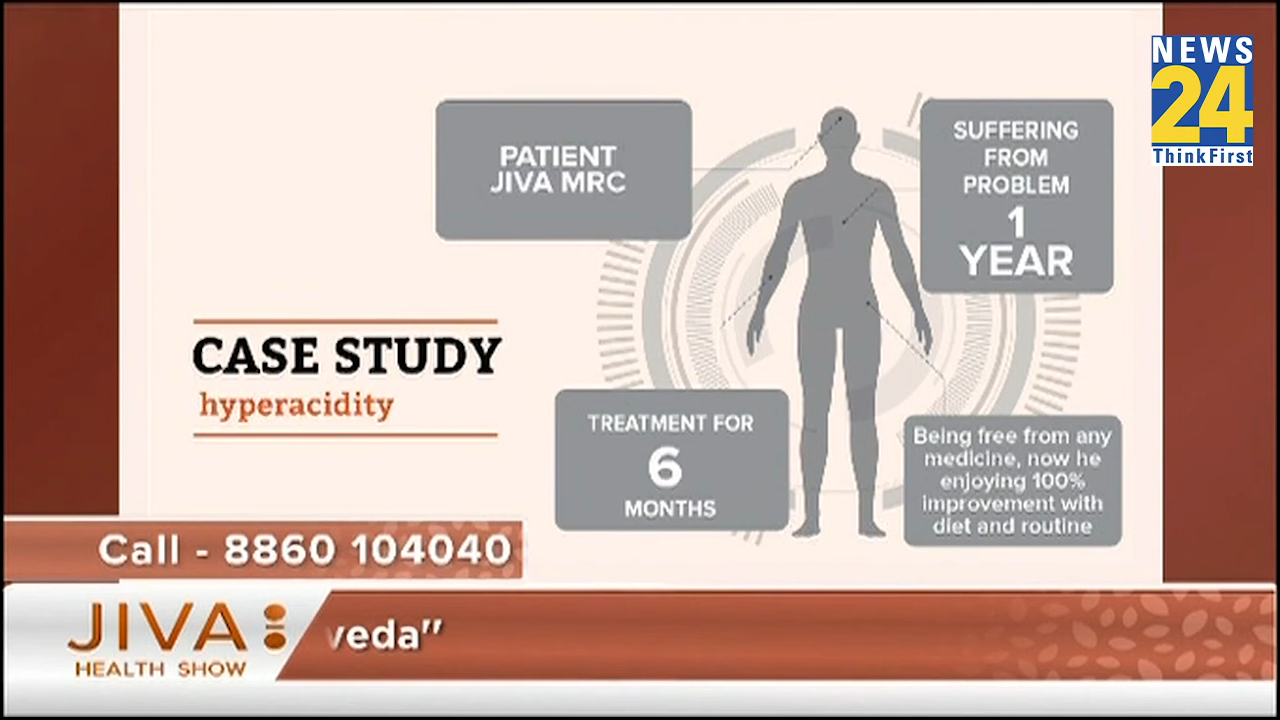 NEWS
24
ThinkFirst
PATIENT
JIVA MRC
SUFFERING
FROM
PROBLEM
1
YEAR
CASE STUDY
hyperacidity
TREATMENT FOR
6
MONTHS
Being free from any
medicine, now he
enjoying 100%
improvement with
diet and routine
Call - 8860 104040
JIVA
HEALTH SHOW
veda"